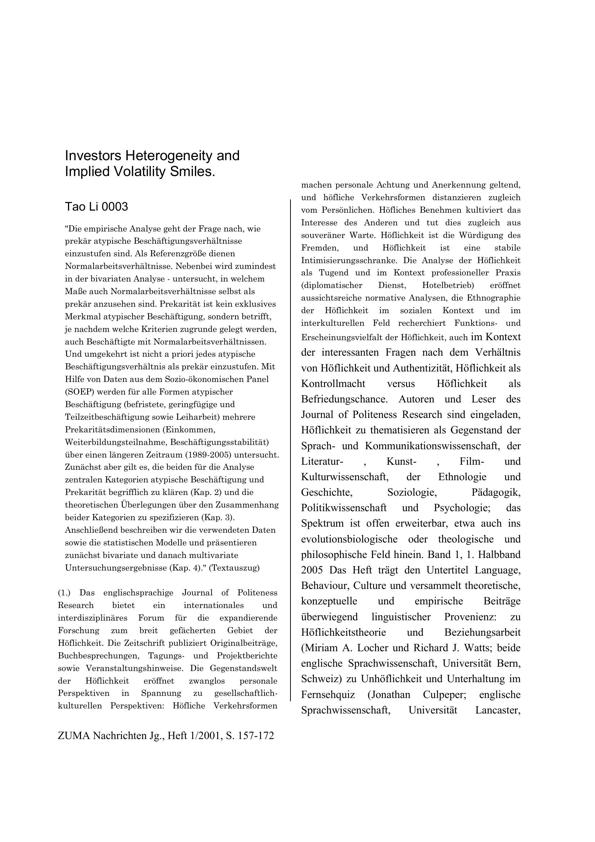 Investors Heterogeneity and
Implied Volatility Smiles.
Tao Li 0003
"Die empirische Analyse geht der Frage nach, wie
prekär atypische Beschäftigungsverhältnisse
einzustufen sind. Als Referenzgröße dienen
Normalarbeitsverhältnisse. Nebenbei wird zumindest
in der bivariaten Analyse - untersucht, in welchem
Maße auch Normalarbeitsverhältnisse selbst als
prekär anzusehen sind. Prekarität ist kein exklusives
Merkmal atypischer Beschäftigung, sondern betrifft,
je nachdem welche Kriterien zugrunde gelegt werden,
auch Beschäftigte mit Normalarbeitsverhältnissen.
Und umgekehrt ist nicht a priori jedes atypische
Beschäftigungsverhältnis als prekär einzustufen. Mit
Hilfe von Daten aus dem Sozio-ökonomischen Panel
(SOEP) werden für alle Formen atypischer
Beschäftigung (befristete, geringfügige und
Teilzeitbeschäftigung sowie Leiharbeit) mehrere
Prekaritätsdimensionen (Einkommen,
Weiterbildungsteilnahme, Beschäftigungsstabilität)
über einen längeren Zeitraum (1989-2005) untersucht.
Zunächst aber gilt es, die beiden für die Analyse
zentralen Kategorien atypische Beschäftigung und
Prekarität begrifflich zu klären (Kap. 2) und die
theoretischen Überlegungen über den Zusammenhang
beider Kategorien zu spezifizieren (Kap. 3).
Anschließend beschreiben wir die verwendeten Daten
sowie die statistischen Modelle und präsentieren
zunächst bivariate und danach multivariate
Untersuchungsergebnisse (Kap. 4)." (Textauszug)
(1.) Das englischsprachige Journal of Politeness
Research bietet ein internationales und
interdisziplinäres Forum für die expandierende
Forschung zum breit gefächerten Gebiet der
Höflichkeit. Die Zeitschrift publiziert Originalbeiträge,
Buchbesprechungen, Tagungs- und Projektberichte
sowie Veranstaltungshinweise. Die Gegenstandswelt
der Höflichkeit eröffnet zwanglos personale
Perspektiven in Spannung zu gesellschaftlich-
kulturellen Perspektiven: Höfliche Verkehrsformen
machen personale Achtung und Anerkennung geltend,
und höfliche Verkehrsformen distanzieren zugleich
vom Persönlichen. Höfliches Benehmen kultiviert das
Interesse des Anderen und tut dies zugleich aus
souveräner Warte. Höflichkeit ist die Würdigung des
Fremden, und Höflichkeit ist eine stabile
Intimisierungsschranke. Die Analyse der Höflichkeit
als Tugend und im Kontext professioneller Praxis
(diplomatischer Dienst, Hotelbetrieb) eröffnet
aussichtsreiche normative Analysen, die Ethnographie
der Höflichkeit im sozialen Kontext und im
interkulturellen Feld recherchiert Funktions- und
Erscheinungsvielfalt der Höflichkeit, auch im Kontext
der interessanten Fragen nach dem Verhältnis
von Höflichkeit und Authentizität, Höflichkeit als
Kontrollmacht versus Höflichkeit als
Befriedungschance. Autoren und Leser des
Journal of Politeness Research sind eingeladen,
Höflichkeit zu thematisieren als Gegenstand der
Sprach- und Kommunikationswissenschaft, der
Literatur- , Kunst- , Film- und
Kulturwissenschaft, der Ethnologie und
Geschichte, Soziologie, Pädagogik,
Politikwissenschaft und Psychologie; das
Spektrum ist offen erweiterbar, etwa auch ins
evolutionsbiologische oder theologische und
philosophische Feld hinein. Band 1, 1. Halbband
2005 Das Heft trägt den Untertitel Language,
Behaviour, Culture und versammelt theoretische,
konzeptuelle und empirische Beiträge
überwiegend linguistischer Provenienz: zu
Höflichkeitstheorie und Beziehungsarbeit
(Miriam A. Locher und Richard J. Watts; beide
englische Sprachwissenschaft, Universität Bern,
Schweiz) zu Unhöflichkeit und Unterhaltung im
Fernsehquiz (Jonathan Culpeper; englische
Sprachwissenschaft, Universität Lancaster,
ZUMA Nachrichten Jg., Heft 1/2001, S. 157-172